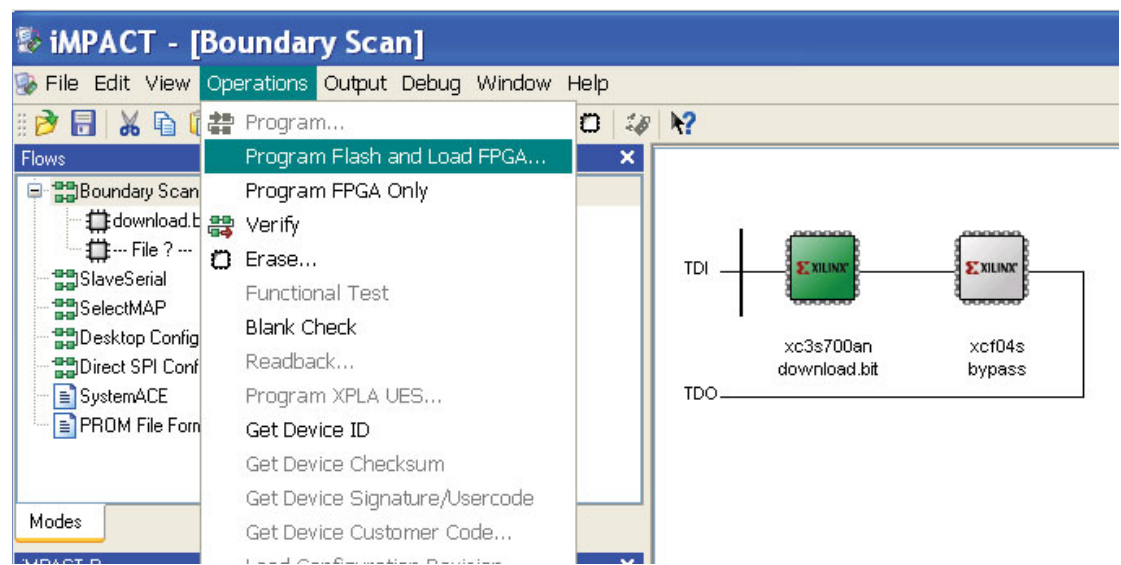 iMPACT - [Boundary Scan]
File Edit View Operations Output Debug Window Help
Program...
Flows
Program Flash and Load FPGA...
Boundary Scan
Program FPGA Only
download.b
Verify
--- File ? ---
Erase...
SlaveSerial
Functional Test
SelectMAP
Blank Check
Desktop Config
Readback...
Direct SPI Conf
Program XPLA UES...
SystemACE
Get Device ID
PROM File Form
Get Device Checksum
Get Device Signature/Usercode
Modes
Get Device Customer Code...
TDI
XILINX
XILINX
xc3s700an
download.bit
xcf04s
bypass
TDO